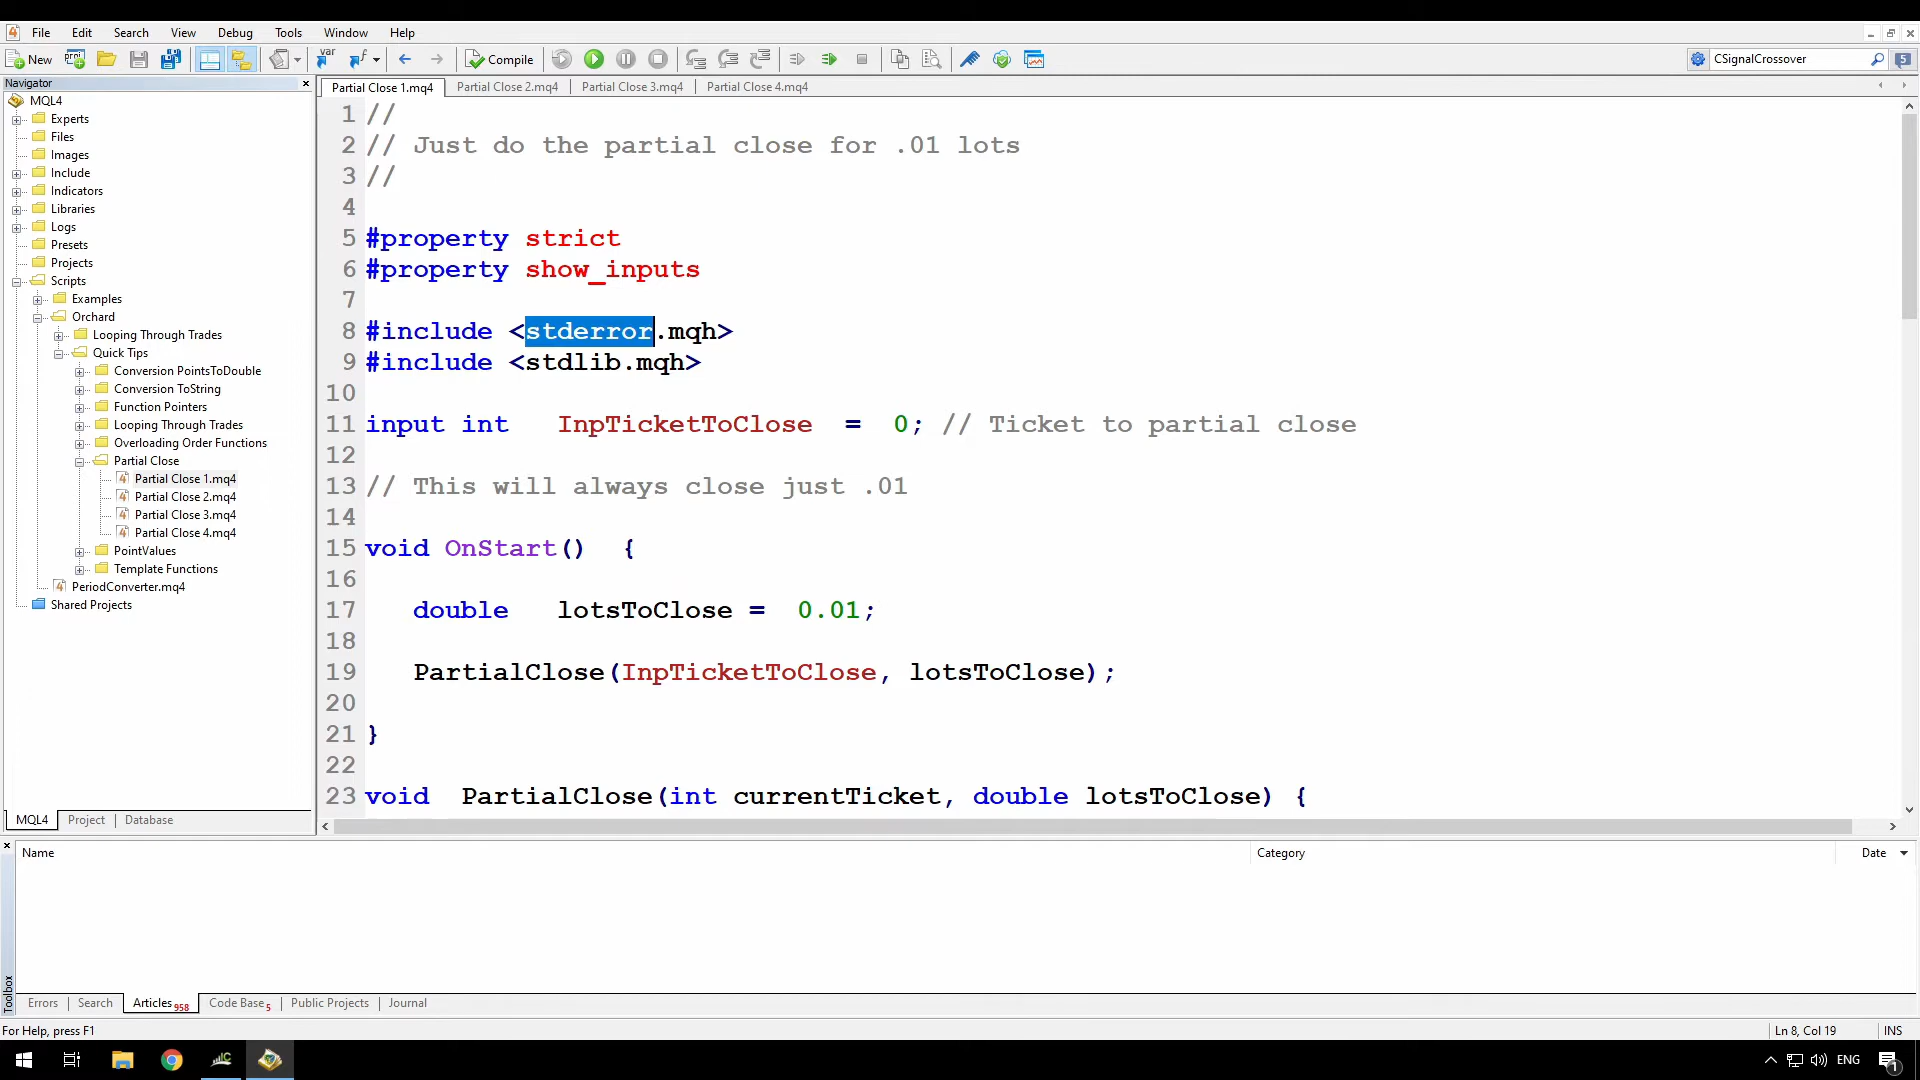 File Edit Search View Debug Tools Window Help
New Compile CSignalCrossover 5
Navigator
Partial Close 1.mq4 Partial Close 2.mq4 Partial Close 3.mq4 Partial Close 4.mq4
MQL4
Experts
Files
Images
Include
Indicators
Libraries
Logs
Presets
Projects
Scripts
Examples
Orchard
Looping Through Trades
Quick Tips
Conversion PointsToDouble
Conversion ToString
Function Pointers
Looping Through Trades
Overloading Order Functions
Partial Close
Partial Close 1.mq4
Partial Close 2.mq4
Partial Close 3.mq4
Partial Close 4.mq4
PointValues
Template Functions
PeriodConverter.mq4
Shared Projects
MQL4 Project Database
1 //
2 // Just do the partial close for .01 lots
3 //
4
5 #property strict
6 #property show_inputs
7
8 #include <stderror.mqh>
9 #include <stdlib.mqh>
10
11 input int InpTicketToClose = 0; // Ticket to partial close
12
13 // This will always close just .01
14
15 void OnStart() {
16
17 double lotsToClose = 0.01;
18
19 PartialClose(InpTicketToClose, lotsToClose);
20
21 }
22
23 void PartialClose(int currentTicket, double lotsToClose) {
Name Category Date
Toolbox
Errors Search Articles 958 Code Base 5 Public Projects Journal
For Help, press F1 Ln 8, Col 19 INS
ENG 1